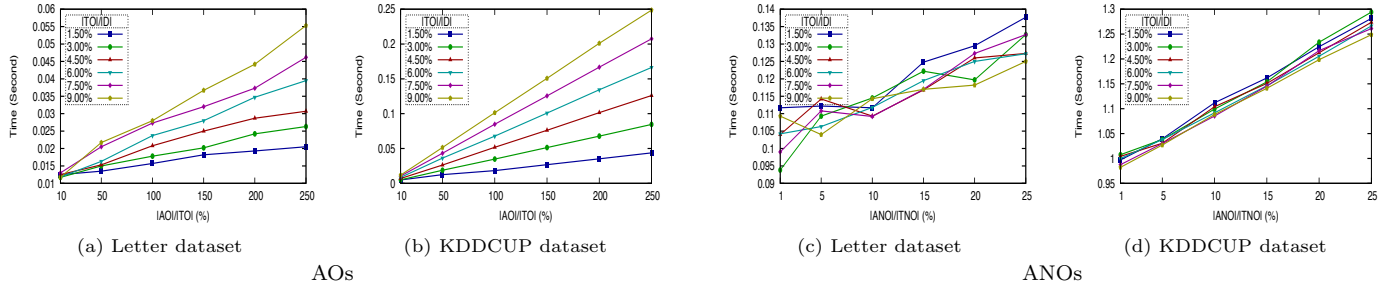 0.06
0.055
0.05
0.045
0.04
0.035
0.03
0.025
0.02
0.015
0.01
Time (Second)
|TO|/|D|
1.50%
3.00%
4.50%
6.00%
7.50%
9.00%
10 50 100 150 200 250
|AO|/|TO| (%)
(a) Letter dataset
0.25
0.2
0.15
0.1
0.05
0
Time (Second)
|TO|/|D|
1.50%
3.00%
4.50%
6.00%
7.50%
9.00%
10 50 100 150 200 250
|AO|/|TO| (%)
(b) KDDCUP dataset
AOs
0.14
0.135
0.13
0.125
0.12
0.115
0.11
0.105
0.1
0.095
0.09
Time (Second)
|TO|/|D|
1.50%
3.00%
4.50%
6.00%
7.50%
9.00%
1 5 10 15 20 25
|ANO|/|TNO| (%)
(c) Letter dataset
1.3
1.25
1.2
1.15
1.1
1.05
1
0.95
Time (Second)
|TO|/|D|
1.50%
3.00%
4.50%
6.00%
7.50%
9.00%
1 5 10 15 20 25
|ANO|/|TNO| (%)
(d) KDDCUP dataset
ANOs